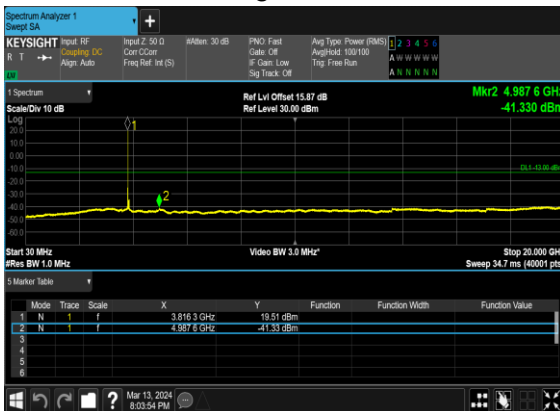 Spectrum Analyzer 1
Swept SA
+
KEYSIGHT Input: RF Input Z: 50 Ω #Atten: 30 dB PNO: Fast Avg Type: Power (RMS) 1 2 3 4 5 6
R T Coupling: DC Corr CCorr Gate: Off Avg|Hold: 100/100 A W W W W W
Align: Auto Freq Ref: Int (S) IF Gain: Low Trig: Free Run
Sig Track: Off A N N N N N
1 Spectrum
Ref Lvl Offset 15.87 dB Mkr2 4.987 6 GHz
Scale/Div 10 dB Ref Level 30.00 dBm -41.330 dBm
Log
1
20.0
10.0
0.00
-10.0
DL1 -13.00 dBm
-20.0
-30.0
2
-40.0
-50.0
-60.0
Start 30 MHz Video BW 3.0 MHz* Stop 20.000 GHz
#Res BW 1.0 MHz Sweep 34.7 ms (40001 pts)
5 Marker Table
Mode Trace Scale X Y Function Function Width Function Value
1 N 1 f 3.816 3 GHz 19.51 dBm
2 N 1 f 4.987 6 GHz -41.33 dBm
3
4
5
6
? Mar 13, 2024
8:03:54 PM